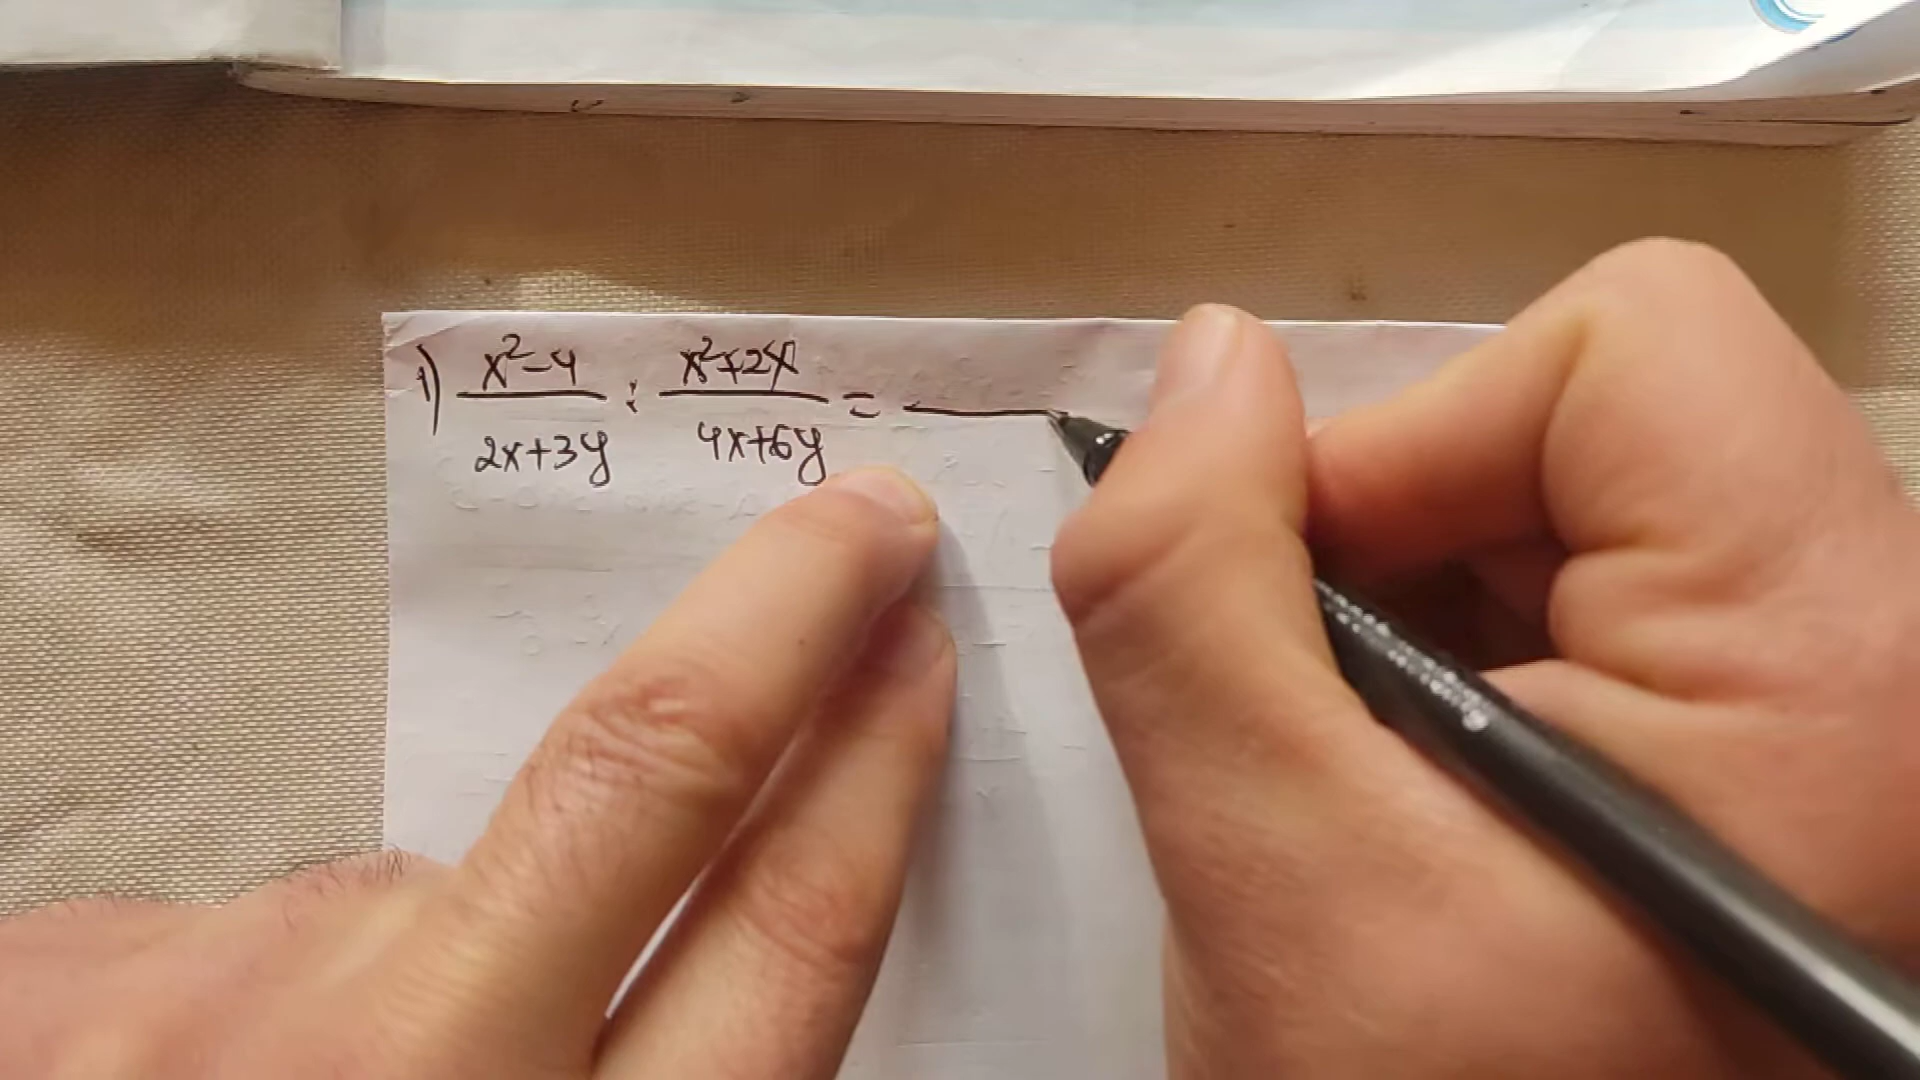 1) x²-4 / 2x+3y : x²+2x / 4x+6y =